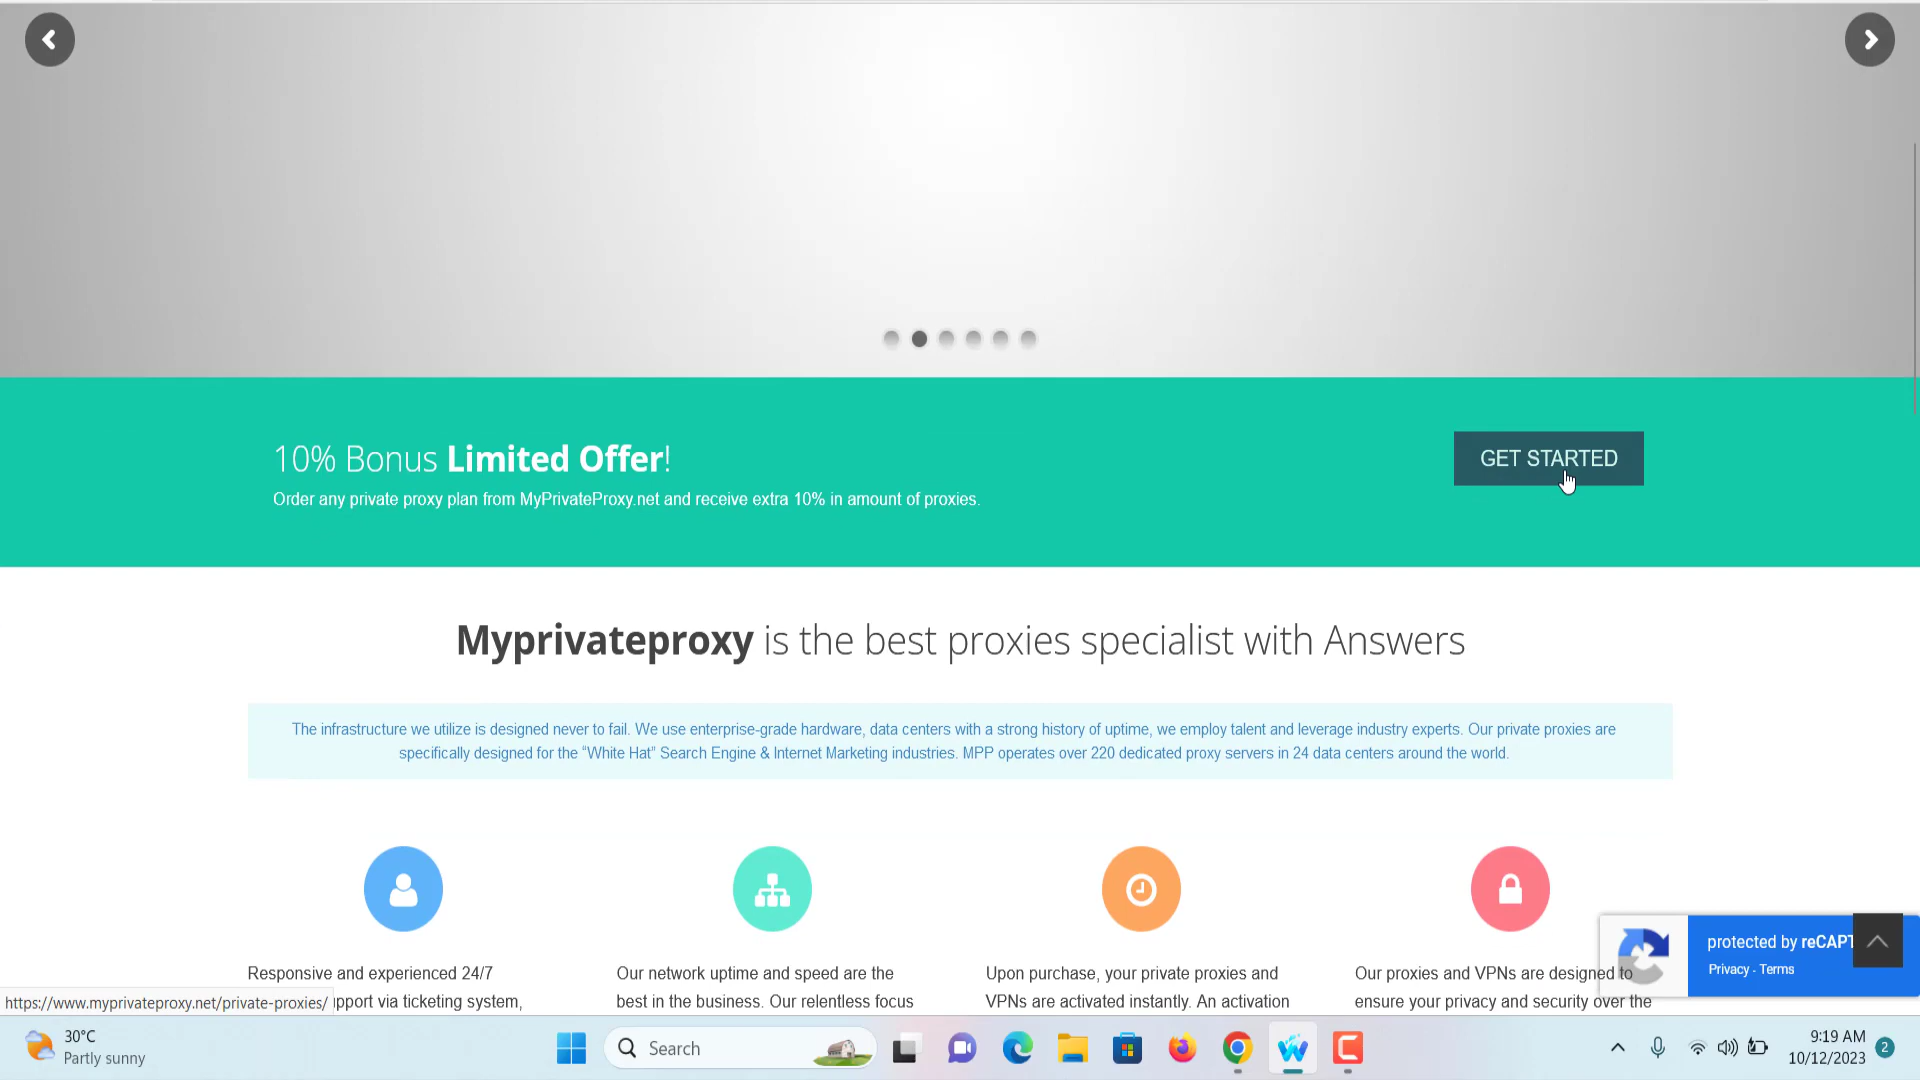 10% Bonus Limited Offer!
Order any private proxy plan from MyPrivateProxy.net and receive extra 10% in amount of proxies.
GET STARTED
Myprivateproxy is the best proxies specialist with Answers
The infrastructure we utilize is designed never to fail. We use enterprise-grade hardware, data centers with a strong history of uptime, we employ talent and leverage industry experts. Our private proxies are
specifically designed for the “White Hat” Search Engine & Internet Marketing industries. MPP operates over 220 dedicated proxy servers in 24 data centers around the world.
Responsive and experienced 24/7
pport via ticketing system,
Our network uptime and speed are the
best in the business. Our relentless focus
Upon purchase, your private proxies and
VPNs are activated instantly. An activation
Our proxies and VPNs are designed to
ensure your privacy and security over the
protected by reCAPT
Privacy - Terms
https://www.myprivateproxy.net/private-proxies/
30°C
Partly sunny
Search
9:19 AM
10/12/2023
2